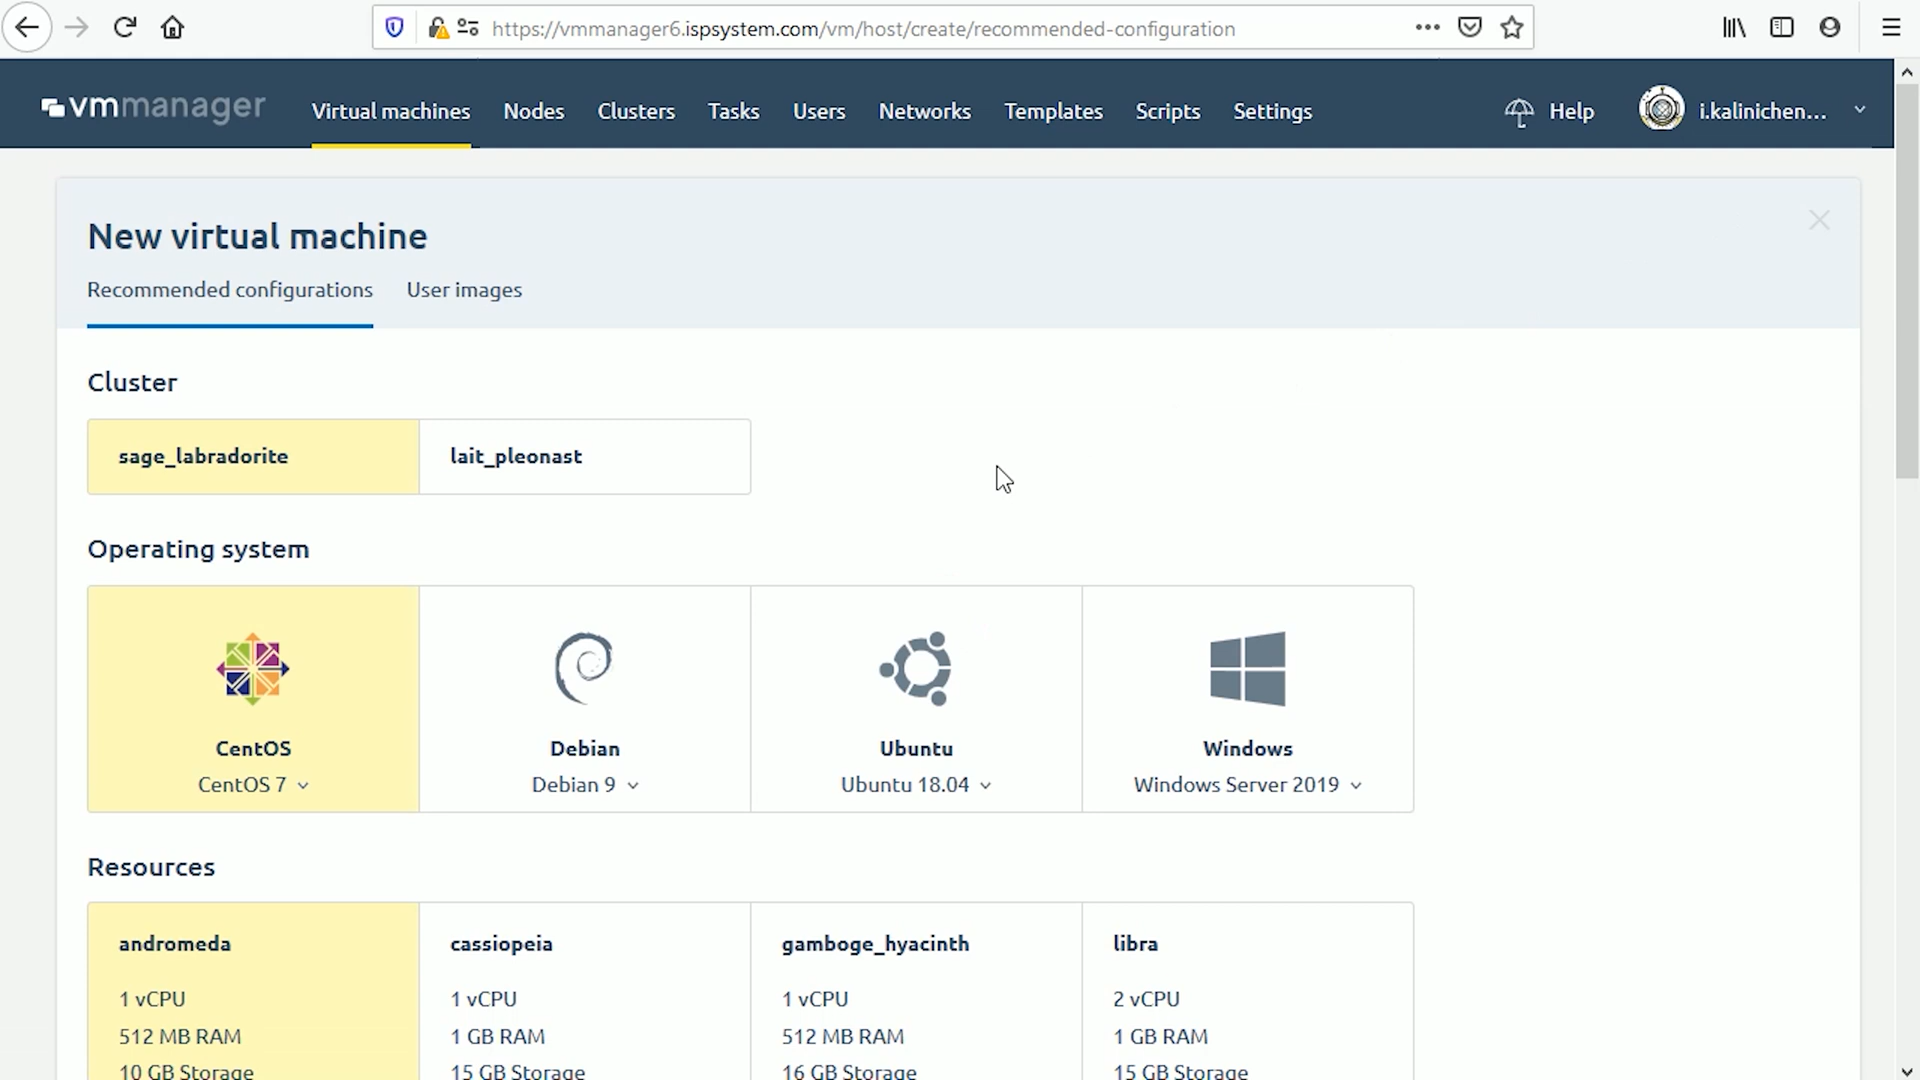 https://vmmanager6.ispsystem.com/vm/host/create/recommended-configuration
vmmanager Virtual machines Nodes Clusters Tasks Users Networks Templates Scripts Settings Help i.kalinichen...
New virtual machine
Recommended configurations User images
Cluster
sage_labradorite lait_pleonast
Operating system
CentOS Debian Ubuntu Windows
CentOS 7 Debian 9 Ubuntu 18.04 Windows Server 2019
Resources
andromeda cassiopeia gamboge_hyacinth libra
1 vCPU 1 vCPU 1 vCPU 2 vCPU
512 MB RAM 1 GB RAM 512 MB RAM 1 GB RAM
10 GB Storage 15 GB Storage 16 GB Storage 15 GB Storage